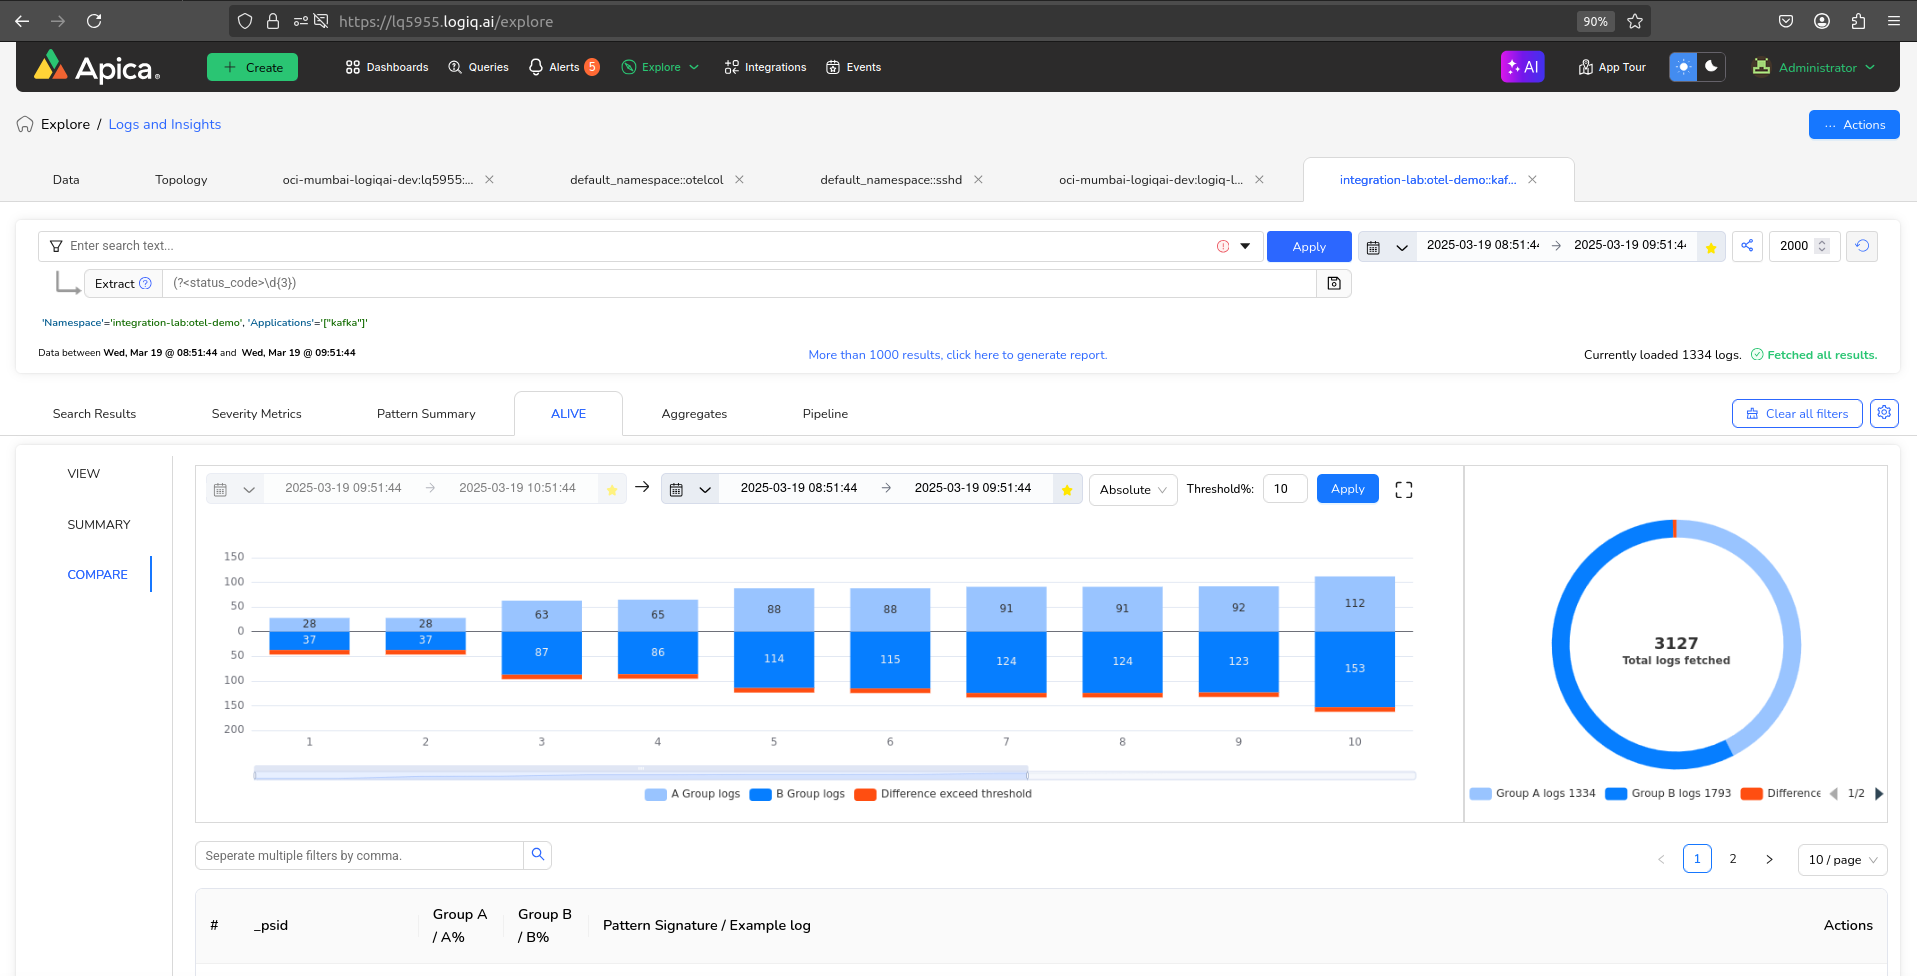 https://lq5955.logiq.ai/explore
90%
Apica
Create
Dashboards
Queries
Alerts 5
Explore
Integrations
Events
AI
App Tour
Administrator
Explore / Logs and Insights
··· Actions
Data
Topology
oci-mumbai-logiqai-dev:lq5955:...
default_namespace::otelcol
default_namespace::sshd
oci-mumbai-logiqai-dev:logiq-l...
integration-lab:otel-demo::kaf...
Enter search text...
Apply
2025-03-19 08:51:4
2025-03-19 09:51:4
2000
Extract
(?<status_code>\d{3})
'Namespace'='integration-lab:otel-demo', 'Applications'='["kafka"]'
Data between Wed, Mar 19 @ 08:51:44 and Wed, Mar 19 @ 09:51:44
More than 1000 results, click here to generate report.
Currently loaded 1334 logs.
Fetched all results.
Search Results
Severity Metrics
Pattern Summary
ALIVE
Aggregates
Pipeline
Clear all filters
VIEW
SUMMARY
COMPARE
2025-03-19 09:51:44
2025-03-19 10:51:44
2025-03-19 08:51:44
2025-03-19 09:51:44
Absolute
Threshold%:
10
Apply
150
100
50
0
50
100
150
200
28 28 63 65 88 88 91 91 92 112
37 37 87 86 114 115 124 124 123 153
1 2 3 4 5 6 7 8 9 10
A Group logs
B Group logs
Difference exceed threshold
3127
Total logs fetched
Group A logs 1334
Group B logs 1793
Difference
1/2
Seperate multiple filters by comma.
1
2
10 / page
#
_psid
Group A / A%
Group B / B%
Pattern Signature / Example log
Actions